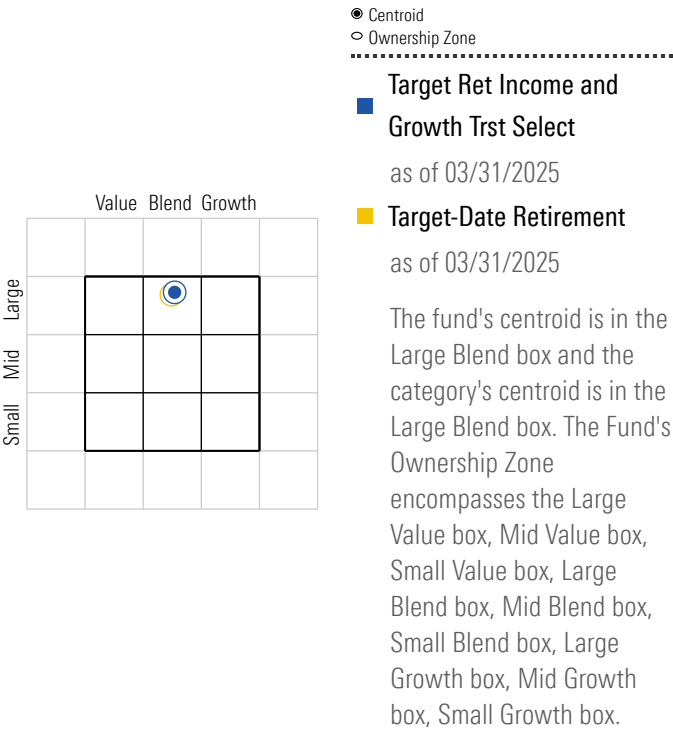 Centroid
Ownership Zone
Target Ret Income and
Growth Trst Select
as of 03/31/2025
Target-Date Retirement
as of 03/31/2025
The fund's centroid is in the
Large Blend box and the
category's centroid is in the
Large Blend box. The Fund's
Ownership Zone
encompasses the Large
Value box, Mid Value box,
Small Value box, Large
Blend box, Mid Blend box,
Small Blend box, Large
Growth box, Mid Growth
box, Small Growth box.
Value Blend Growth
Large
Mid
Small